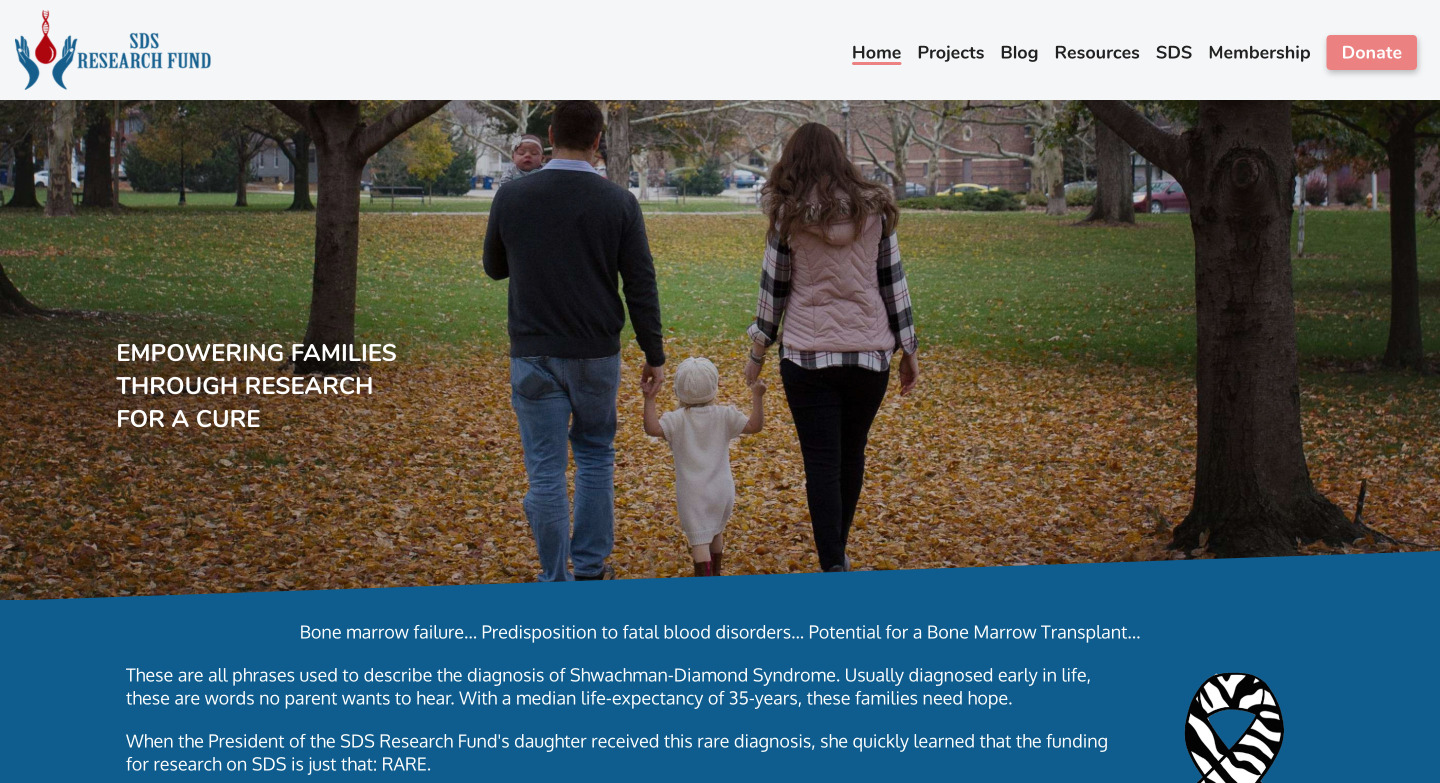 SDS
RESEARCH FUND
Home Projects Blog Resources SDS Membership Donate
EMPOWERING FAMILIES
THROUGH RESEARCH
FOR A CURE
Bone marrow failure... Predisposition to fatal blood disorders... Potential for a Bone Marrow Transplant...
These are all phrases used to describe the diagnosis of Shwachman-Diamond Syndrome. Usually diagnosed early in life,
these are words no parent wants to hear. With a median life-expectancy of 35-years, these families need hope.
When the President of the SDS Research Fund's daughter received this rare diagnosis, she quickly learned that the funding
for research on SDS is just that: RARE.